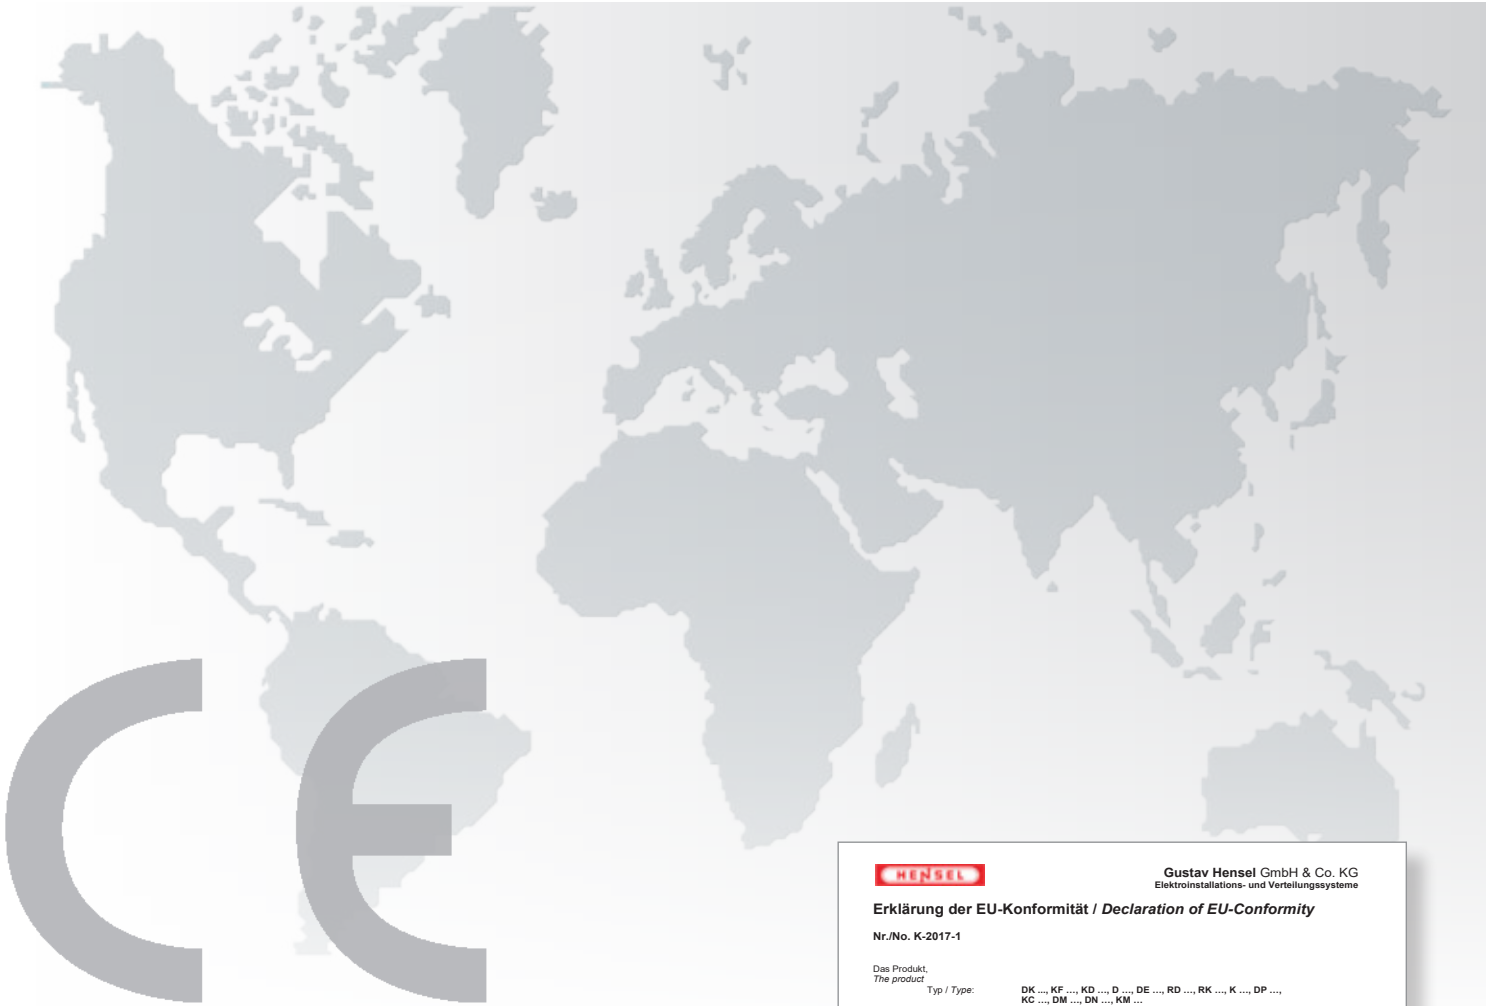 CE
HENSEL
Gustav Hensel GmbH & Co. KG
Elektroinstallations- und Verteilungssysteme
Erklärung der EU-Konformität / Declaration of EU-Conformity
Nr./No. K-2017-1
Das Produkt,
The product
Typ / Type: DK ..., KF ..., KD ..., D ..., DE ..., RD ..., RK ..., K ..., DP ...,
KC ..., DM ..., DN ..., KM ...